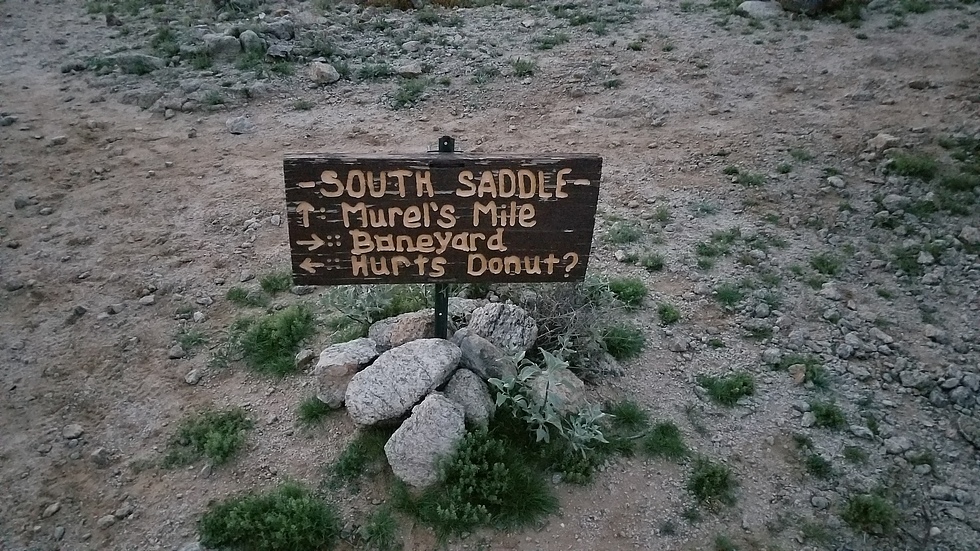 -SOUTH SADDLE-
↑:: Murel's Mile
→:: Boneyard
←:: Hurts Donut?